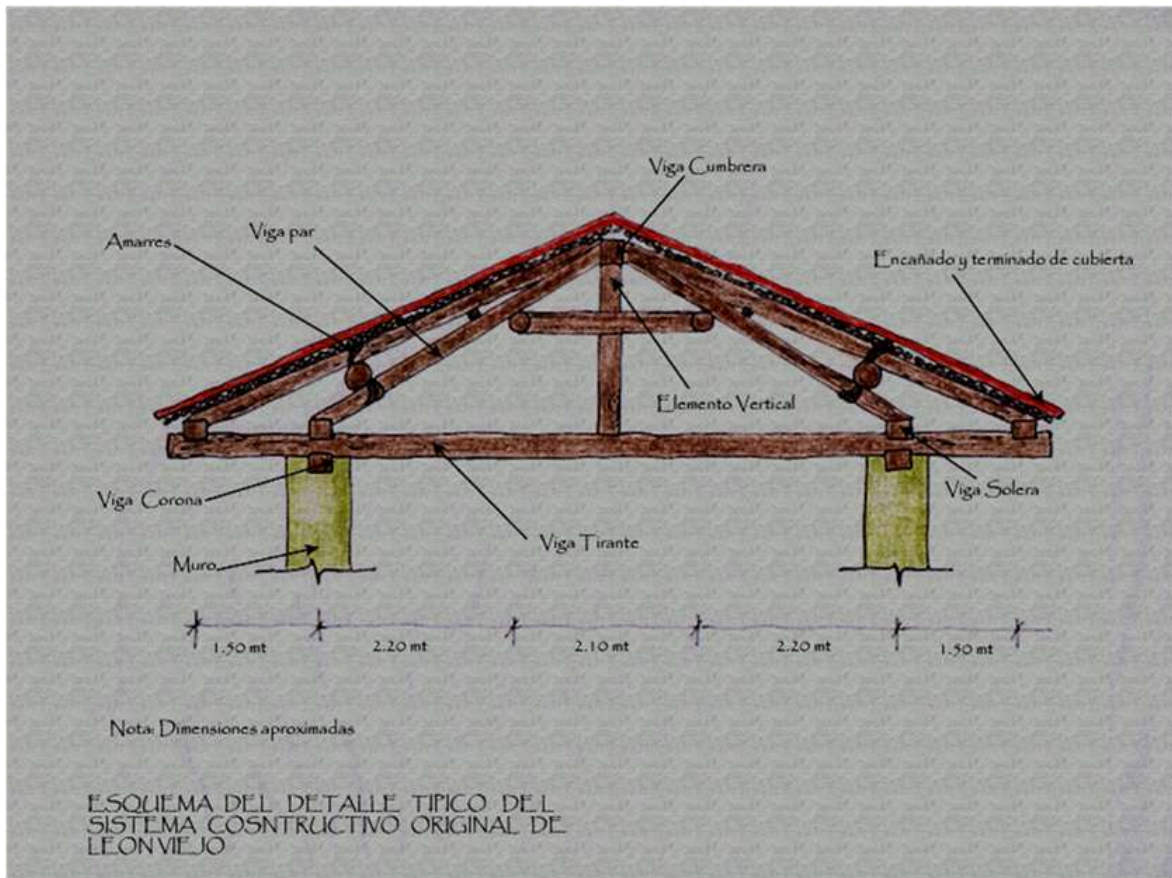 Viga Cumbrera
Viga par
Amarres
Encañado y terminado de cubierta
Elemento Vertical
Viga Corona
Viga Solera
Viga Tirante
Muro
1.50 mt
2.20 mt
2.10 mt
2.20 mt
1.50 mt
Nota: Dimensiones aproximadas
ESQUEMA DEL DETALLE TIPICO DEL
SISTEMA COSNTRUCTIVO ORIGINAL DE
LEON VIEJO